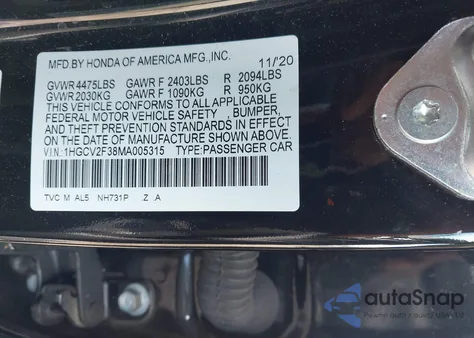 MFD.BY HONDA OF AMERICA MFG.,INC. 11/20
GVWR 4475LBS GAWR F 2403LBS R 2094LBS
GVWR 2030KG GAWR F 1090KG R 950KG
THIS VEHICLE CONFORMS TO ALL APPLICABLE
FEDERAL MOTOR VEHICLE SAFETY , BUMPER,
AND THEFT PREVENTION STANDARDS IN EFFECT
ON THE DATE OF MANUFACTURE SHOWN ABOVE.
V.I.N.:1HGCV2F38MA005315 TYPE:PASSENGER CAR
TVC M AL5 NH731P .Z .A
autoSnap